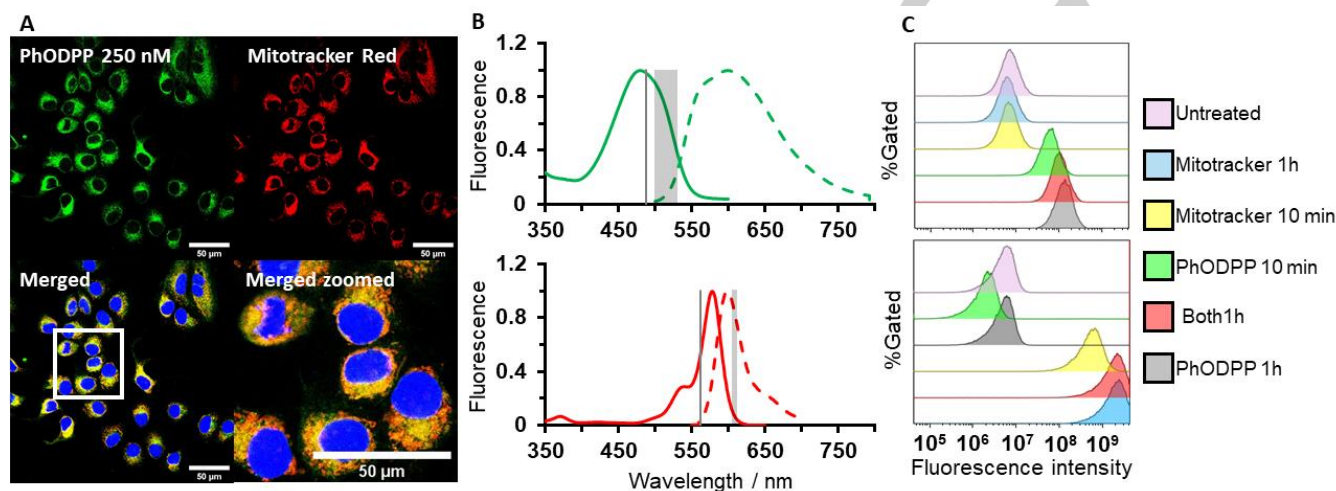 A
PhODPP 250 nM
Mitotracker Red
50 µm
50 µm
Merged
Merged zoomed
50 µm
50 µm
B
Fluorescence
1.2
0.8
0.4
0
350 450 550 650 750
Fluorescence
1.2
0.8
0.4
0
350 450 550 650 750
Wavelength / nm
C
%Gated
%Gated
10⁵ 10⁶ 10⁷ 10⁸ 10⁹
Fluorescence intensity
Untreated
Mitotracker 1h
Mitotracker 10 min
PhODPP 10 min
Both1h
PhODPP 1h